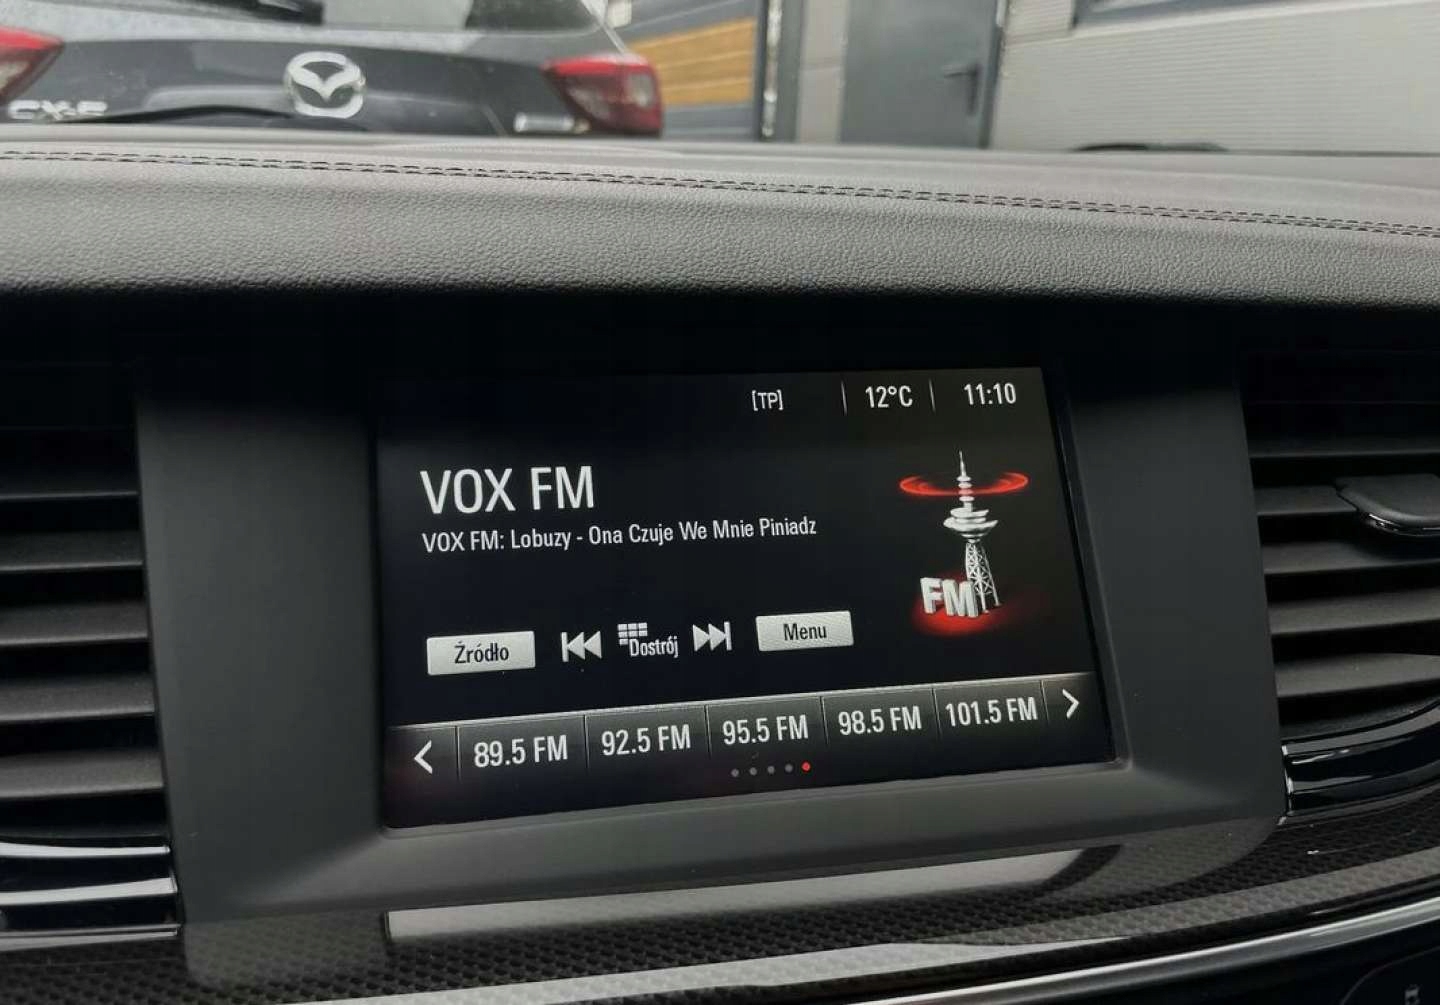 CX-5
[TP] 12°C 11:10
VOX FM
VOX FM: Lobuzy - Ona Czuje We Mnie Piniadz
FM
Źródło Dostrój Menu
89.5 FM 92.5 FM 95.5 FM 98.5 FM 101.5 FM